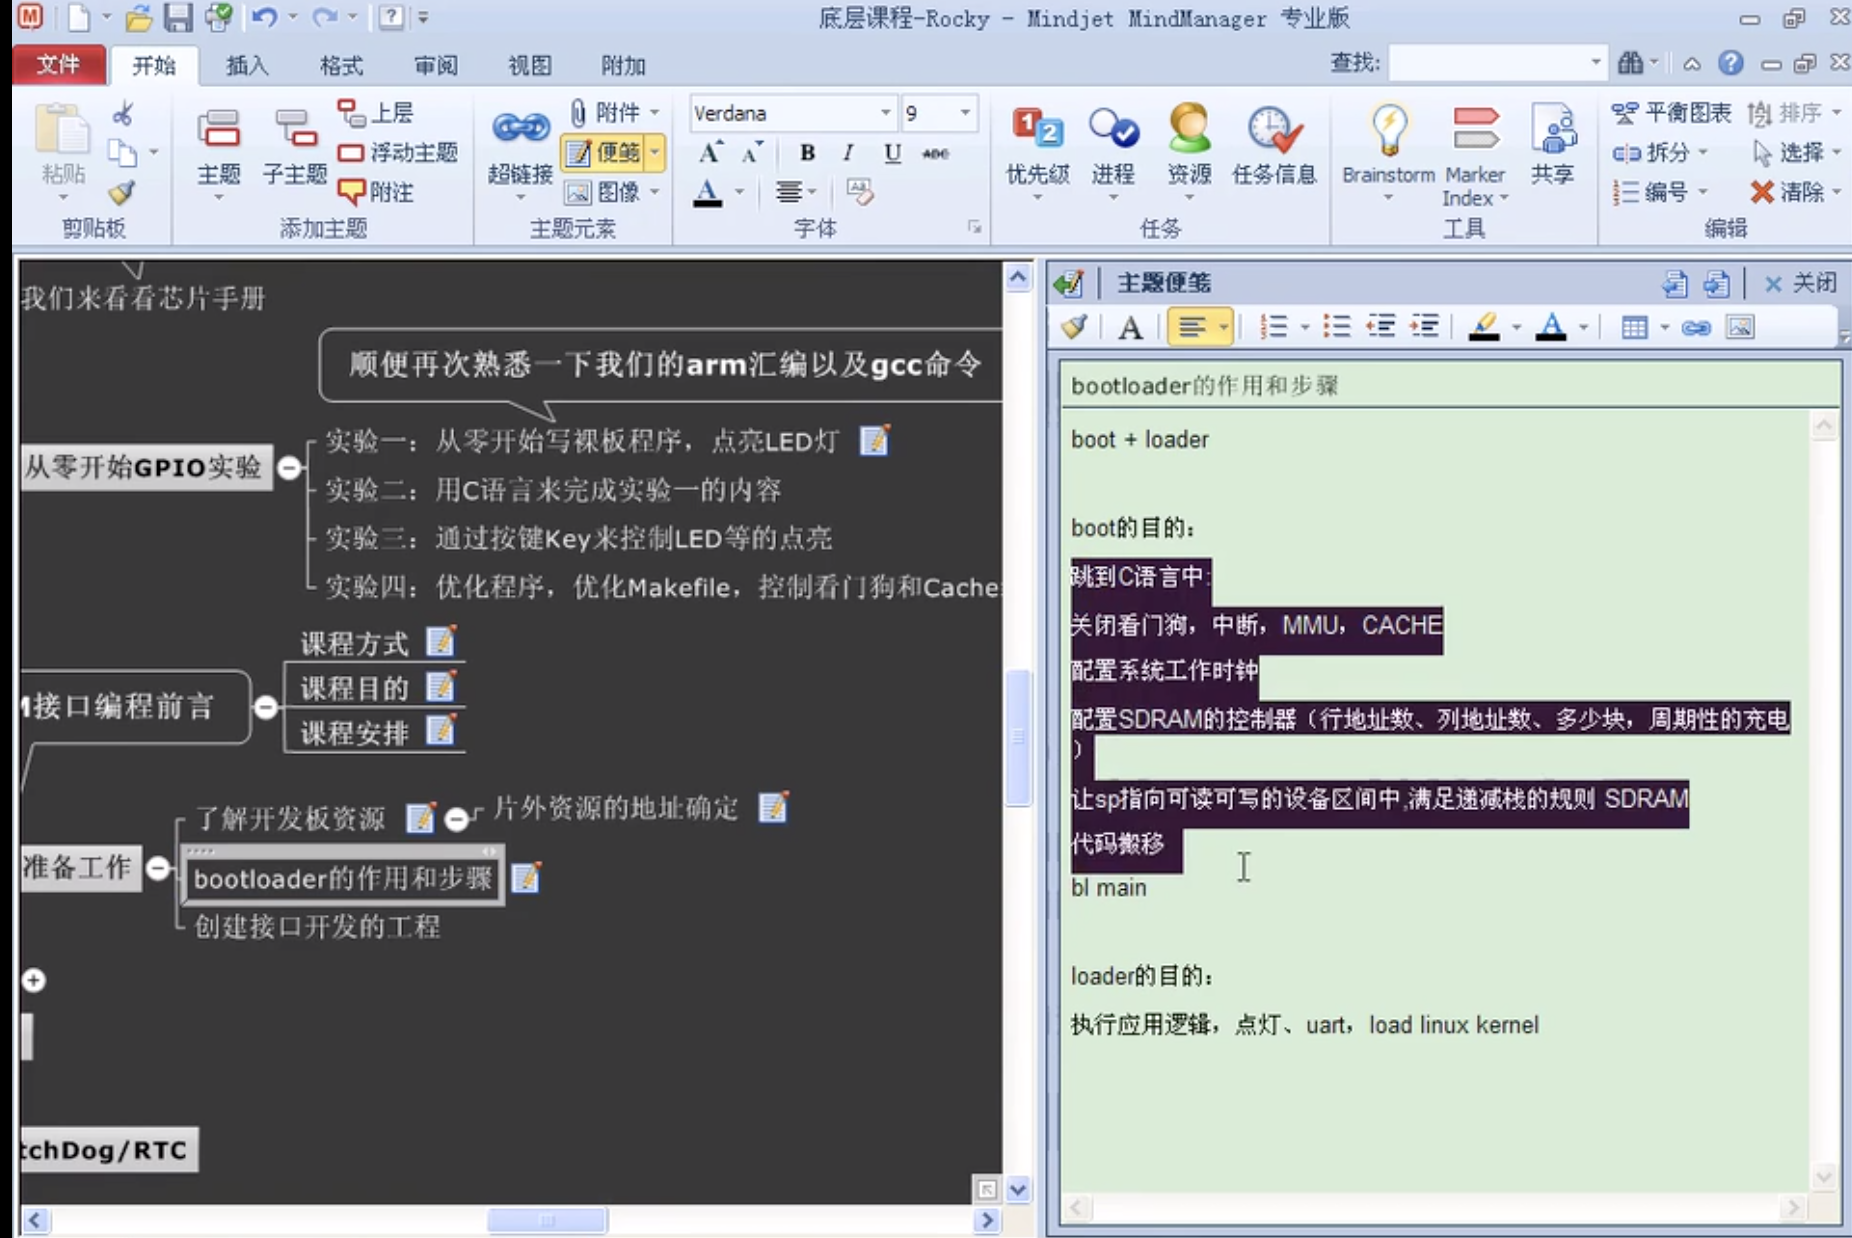 底层课程-Rocky - Mindjet MindManager 专业版
文件 开始 插入 格式 审阅 视图 附加 查找:
粘贴
剪贴板
主题 子主题 上层
浮动主题
附注
添加主题
超链接 附件
便笺
图像
主题元素
Verdana 9
B I U abc
A
字体
优先级 进程 资源 任务信息
任务
Brainstorm Marker Index 共享
工具
平衡图表 排序
拆分 选择
编号 清除
编辑
我们来看看芯片手册
顺便再次熟悉一下我们的arm汇编以及gcc命令
从零开始GPIO实验
实验一：从零开始写裸板程序，点亮LED灯
实验二：用C语言来完成实验一的内容
实验三：通过按键Key来控制LED等的点亮
实验四：优化程序，优化Makefile，控制看门狗和Cache
接口编程前言
课程方式
课程目的
课程安排
准备工作
了解开发板资源
片外资源的地址确定
bootloader的作用和步骤
创建接口开发的工程
tchDog/RTC
主题便笺 关闭
bootloader的作用和步骤
boot + loader
boot的目的：
跳到C语言中:
关闭看门狗，中断，MMU，CACHE
配置系统工作时钟
配置SDRAM的控制器（行地址数、列地址数、多少块，周期性的充电
）
让sp指向可读可写的设备区间中,满足递减栈的规则 SDRAM
代码搬移
bl main
loader的目的：
执行应用逻辑，点灯、uart，load linux kernel